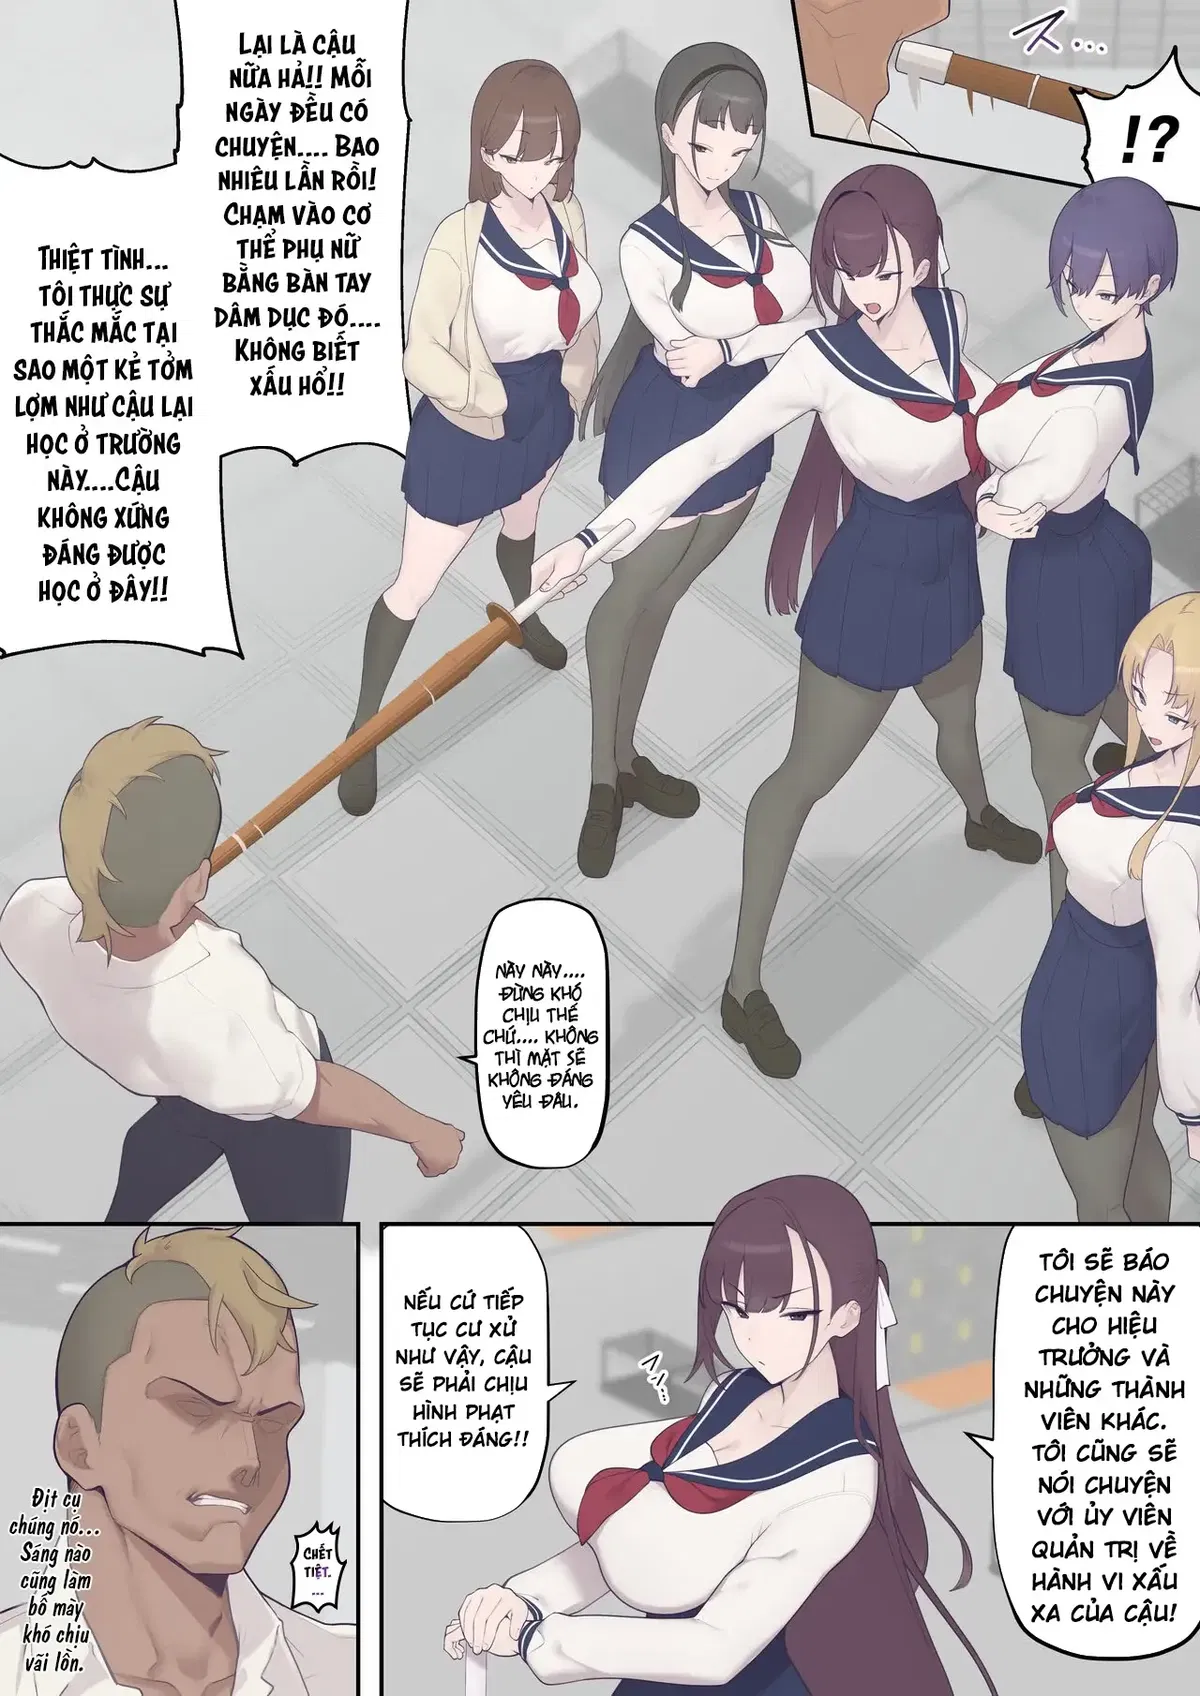 ス...
!?
LẠI LÀ CẬU
NỮA HẢ!! MỖI
NGÀY ĐỀU CÓ
CHUYỆN.... BAO
NHIÊU LẦN RỒI!
CHẠM VÀO CƠ
THỂ PHỤ NỮ
BẰNG BÀN TAY
DÂM DỤC ĐÓ....
KHÔNG BIẾT
XẤU HỔ!!
THIỆT TÌNH...
TÔI THỰC SỰ
THẮC MẮC TẠI
SAO MỘT KẺ TỞM
LỢM NHƯ CẬU LẠI
HỌC Ở TRƯỜNG
NÀY....CẬU
KHÔNG XỨNG
ĐÁNG ĐƯỢC
HỌC Ở ĐÂY!!
NÀY NÀY....
ĐỪNG KHÓ
CHỊU THẾ
CHỨ.... KHÔNG
THÌ MẶT SẼ
KHÔNG ĐÁNG
YÊU ĐÂU.
TÔI SẼ BÁO
CHUYỆN NÀY
CHO HIỆU
TRƯỞNG VÀ
NHỮNG THÀNH
VIÊN KHÁC.
TÔI CŨNG SẼ
NÓI CHUYỆN
VỚI ỦY VIÊN
QUẢN TRỊ VỀ
HÀNH VI XẤU
XA CỦA CẬU!
NẾU CỨ TIẾP
TỤC CƯ XỬ
NHƯ VẬY, CẬU
SẼ PHẢI CHỊU
HÌNH PHẠT
THÍCH ĐÁNG!!
CHẾT
TIỆT.
...
Địt cụ
chúng nó...
Sáng nào
cũng làm
bố mày
khó chịu
vãi lồn.